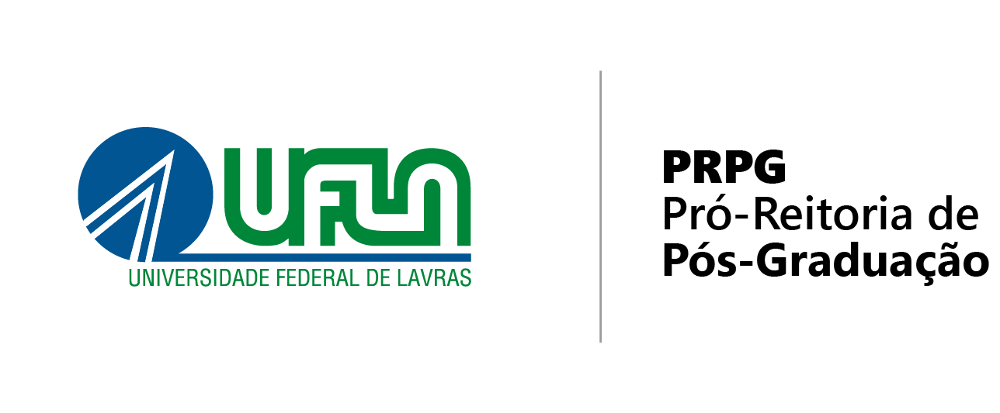 UFLA
UNIVERSIDADE FEDERAL DE LAVRAS
PRPG
Pró-Reitoria de
Pós-Graduação